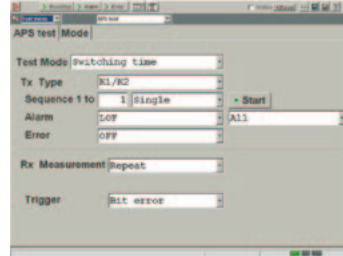 APS test
APS test Mode
Test Mode Switching time
Tx Type K1/K2
Sequence 1 to 1 Single Start
Alarm LOF All
Error OFF
Rx Measurement Repeat
Trigger Bit error